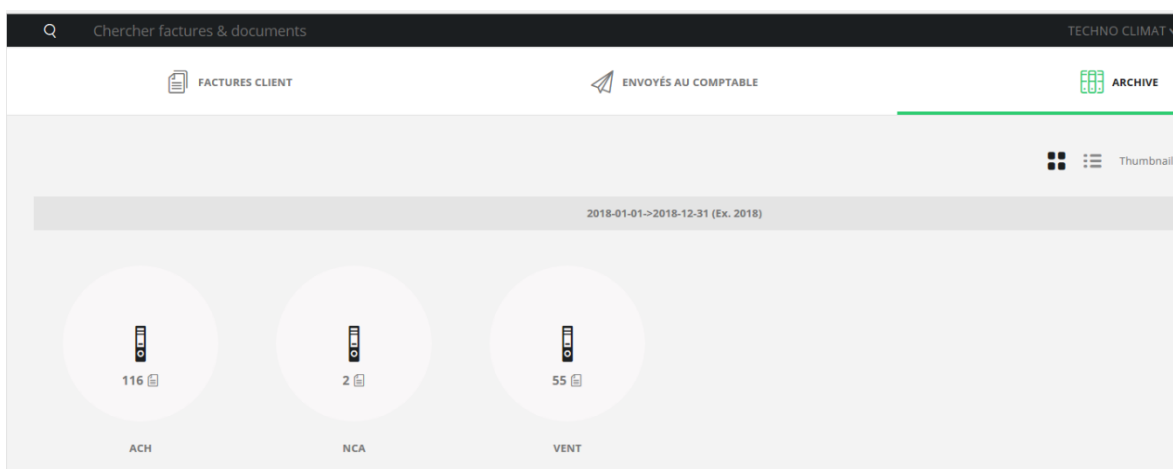 Chercher factures & documents
TECHNO CLIMAT
FACTURES CLIENT
ENVOYÉS AU COMPTABLE
ARCHIVE
Thumbnail
2018-01-01->2018-12-31 (Ex. 2018)
116
2
55
ACH
NCA
VENT